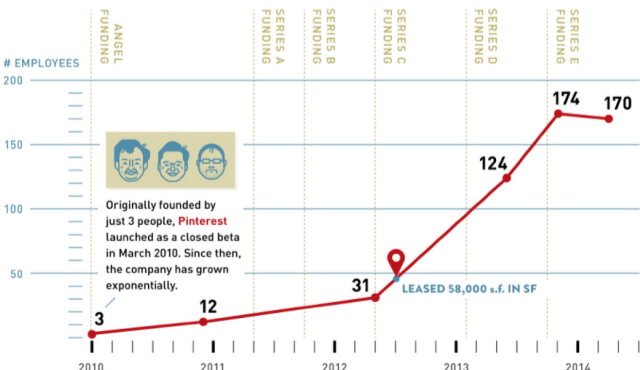 ANGEL
FUNDING
SERIES A
FUNDING
SERIES B
FUNDING
SERIES C
FUNDING
SERIES D
FUNDING
SERIES E
FUNDING
# EMPLOYEES
200
150
100
50
174
170
124
31
12
3
Originally founded by
just 3 people, Pinterest
launched as a closed beta
in March 2010. Since then,
the company has grown
exponentially.
LEASED 58,000 s.f. IN SF
2010
2011
2012
2013
2014